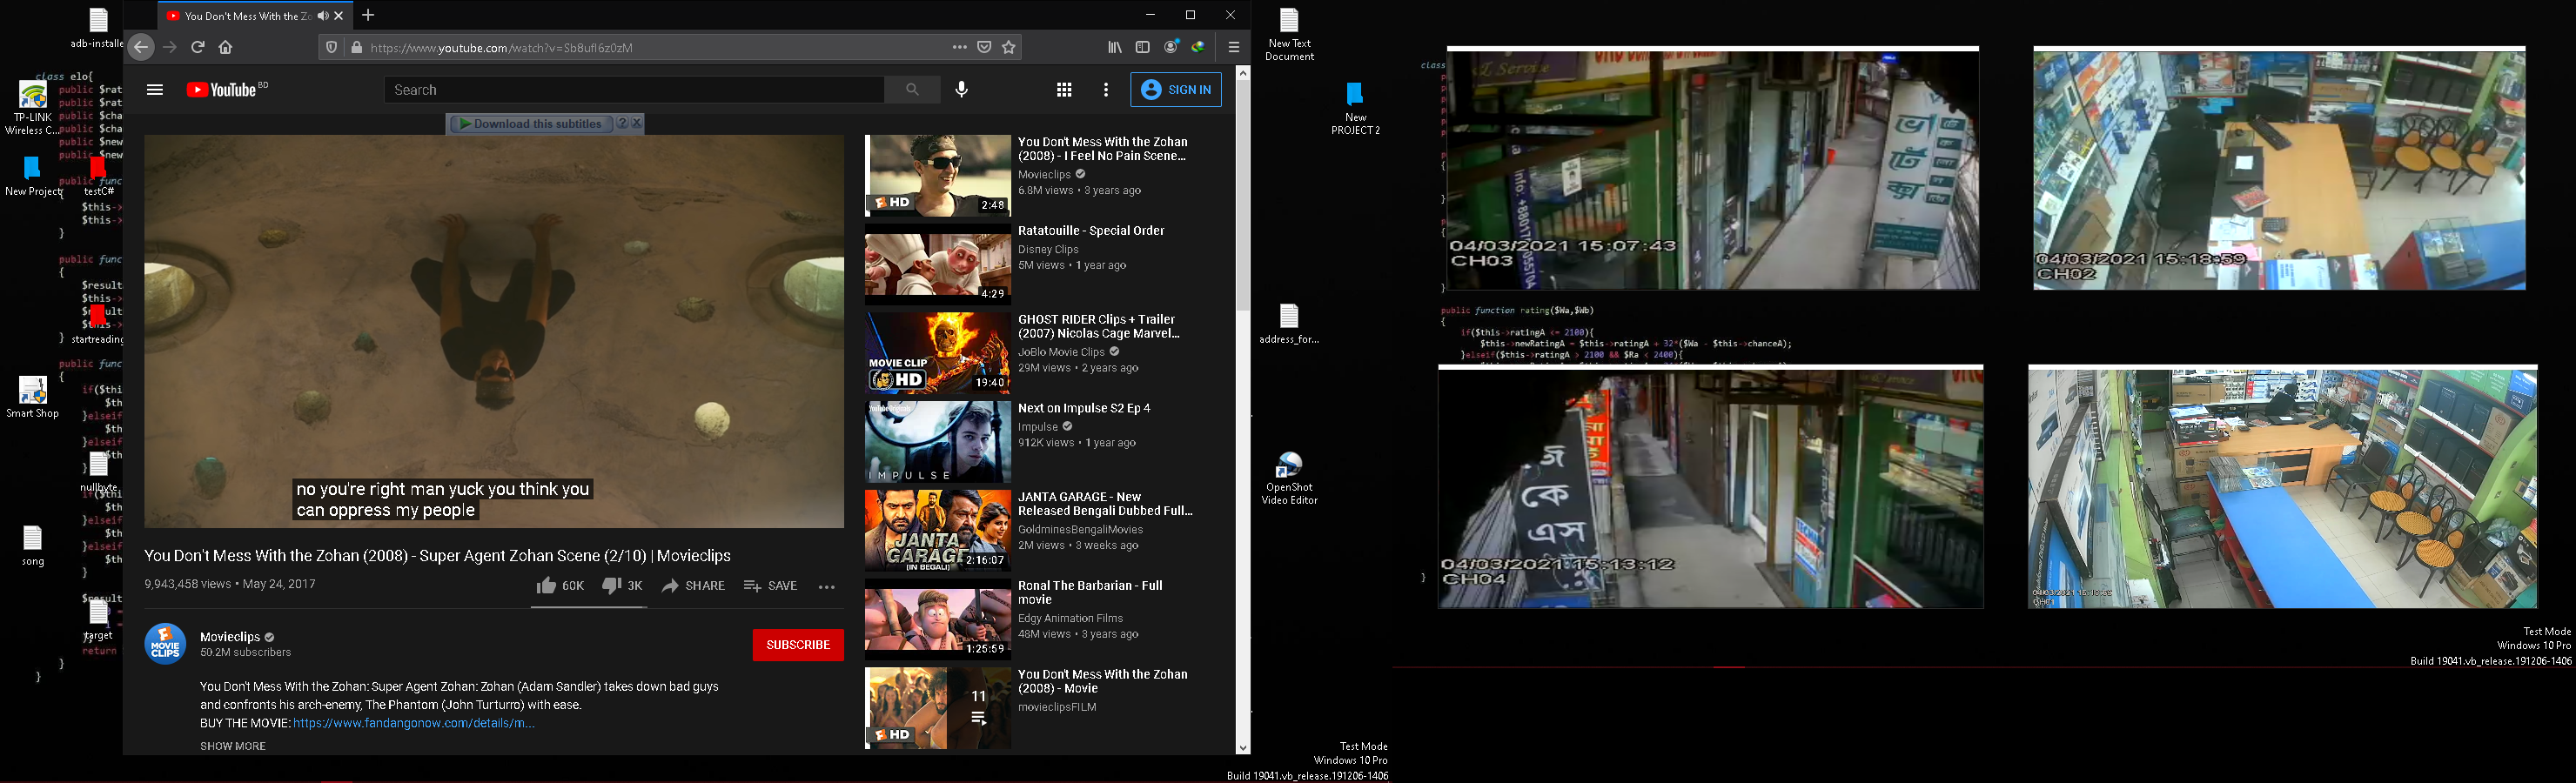 adb-installe
TP-LINK
Wireless C...
New Project
testC#
startreading
Smart Shop
nullbyte
song
target
class elo{
public $rat
public $rat
public $cha
public $cha
public $new
public $new
public func
{
$this->
$this->
}
public func
{
$result
$this->
$result
$this->
}
public func
{
if($thi
$th
}elseif
$th
}elseif
$th
}
return
}
}
You Don't Mess With the Zo
https://www.youtube.com/watch?v=Sb8ufI6z0zM
YouTube BD
Search
SIGN IN
Download this subtitles
no you're right man yuck you think you
can oppress my people
You Don't Mess With the Zohan (2008) - Super Agent Zohan Scene (2/10) | Movieclips
9,943,458 views • May 24, 2017
60K
3K
SHARE
SAVE
MOVIE
CLIPS
Movieclips
50.2M subscribers
SUBSCRIBE
You Don't Mess With the Zohan: Super Agent Zohan: Zohan (Adam Sandler) takes down bad guys
and confronts his arch-enemy, The Phantom (John Turturro) with ease.
BUY THE MOVIE: https://www.fandangonow.com/details/m...
SHOW MORE
HD
2:48
You Don't Mess With the Zohan
(2008) - I Feel No Pain Scene...
Movieclips
6.8M views • 3 years ago
4:29
Ratatouille - Special Order
Disney Clips
5M views • 1 year ago
MOVIE CLIP
HD
19:40
GHOST RIDER Clips + Trailer
(2007) Nicolas Cage Marvel...
JoBlo Movie Clips
29M views • 2 years ago
IMPULSE
Next on Impulse S2 Ep 4
Impulse
912K views • 1 year ago
JANTA
GARAGE
(IN BEGALI)
2:16:07
JANTA GARAGE - New
Released Bengali Dubbed Full...
GoldminesBengaliMovies
2M views • 3 weeks ago
1:25:59
Ronal The Barbarian - Full
movie
Edgy Animation Films
48M views • 3 years ago
11
HD
You Don't Mess With the Zohan
(2008) - Movie
movieclipsFILM
New Text
Document
New
PROJECT 2
address_for...
OpenShot
Video Editor
Test Mode
Windows 10 Pro
Build 19041.vb_release.191206-1406
class
Service
04/03/2021 15:07:43
CH03
04/03/2021 15:18:59
CH02
public function rating($Wa,$Wb)
{
if($this->ratingA <= 2100){
$this->newRatingA = $this->ratingA + 32*($Wa - $this->chanceA);
}elseif($this->ratingA > 2100 && $Ra < 2400){
জে
কে
এস
04/03/2021 15:13:12
CH04
}
Test Mode
Windows 10 Pro
Build 19041.vb_release.191206-1406